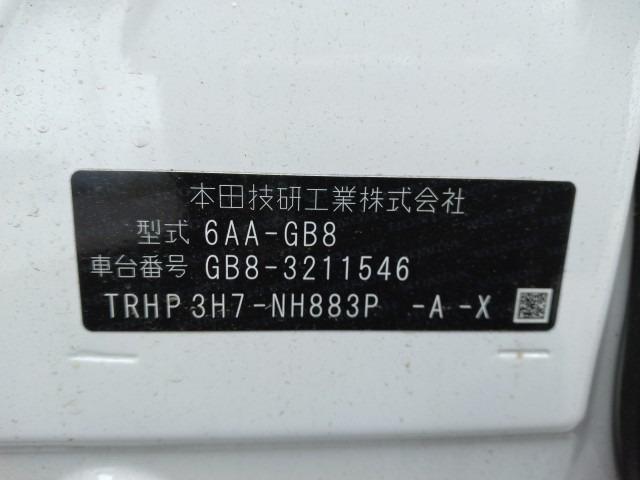 本田技研工業株式会社
型式 6AA-GB8
車台番号 GB8-3211546
TRHP 3H7-NH883P -A -X